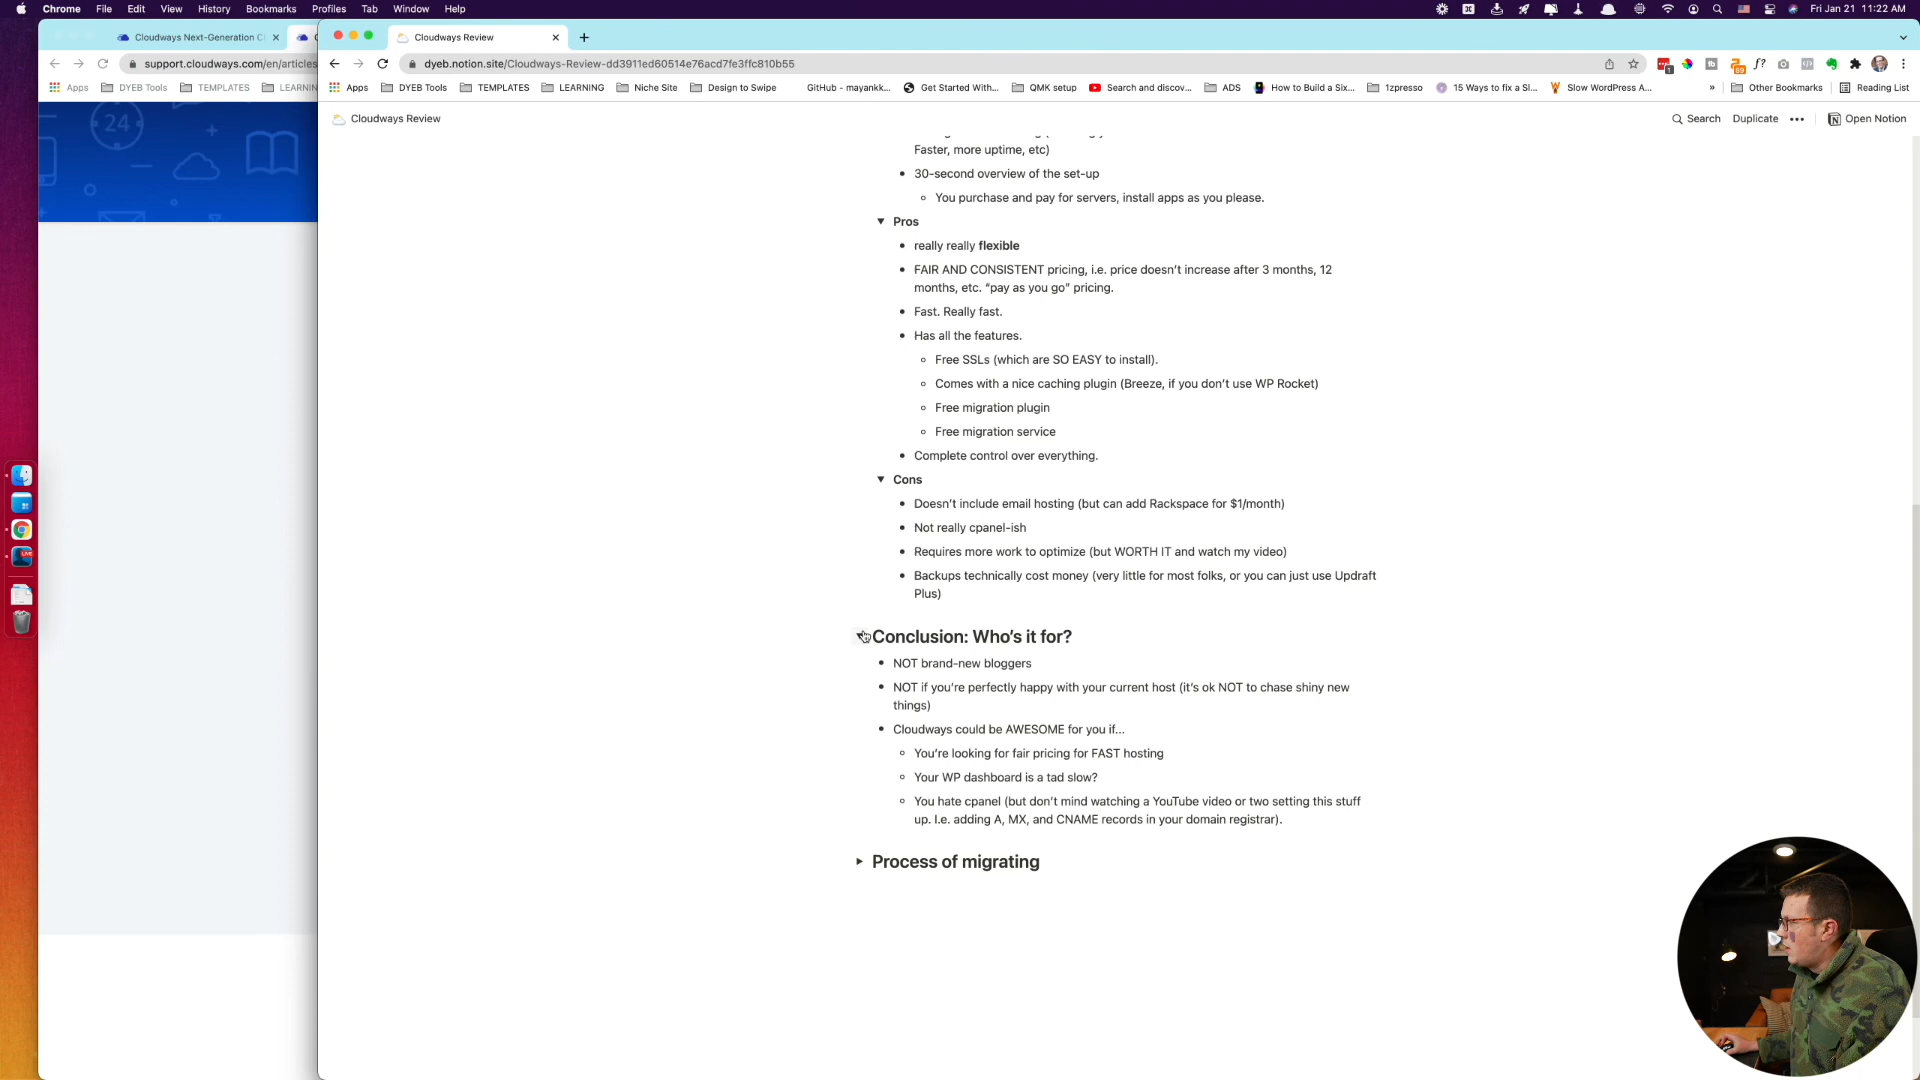 Chrome File Edit View History Bookmarks Profiles Tab Window Help
Fri Jan 21 11:22 AM
Cloudways Next-Generation C
Cloudways Review
support.cloudways.com/en/articles
dyeb.notion.site/Cloudways-Review-dd3911ed60514e76acd7fe3ffc810b55
Apps DYEB Tools TEMPLATES LEARNIN
Apps DYEB Tools TEMPLATES LEARNING Niche Site Design to Swipe GitHub - mayankk... Get Started With... QMK setup Search and discov... ADS How to Build a Six... 1zpresso 15 Ways to fix a Sl... Slow WordPress A... » Other Bookmarks Reading List
Cloudways Review
Search Duplicate ••• Open Notion
24
Faster, more uptime, etc)
• 30-second overview of the set-up
◦ You purchase and pay for servers, install apps as you please.
Pros
• really really flexible
• FAIR AND CONSISTENT pricing, i.e. price doesn't increase after 3 months, 12
months, etc. “pay as you go” pricing.
• Fast. Really fast.
• Has all the features.
◦ Free SSLs (which are SO EASY to install).
◦ Comes with a nice caching plugin (Breeze, if you don't use WP Rocket)
◦ Free migration plugin
◦ Free migration service
• Complete control over everything.
Cons
• Doesn't include email hosting (but can add Rackspace for $1/month)
• Not really cpanel-ish
• Requires more work to optimize (but WORTH IT and watch my video)
• Backups technically cost money (very little for most folks, or you can just use Updraft
Plus)
Conclusion: Who's it for?
• NOT brand-new bloggers
• NOT if you're perfectly happy with your current host (it's ok NOT to chase shiny new
things)
• Cloudways could be AWESOME for you if...
◦ You're looking for fair pricing for FAST hosting
◦ Your WP dashboard is a tad slow?
◦ You hate cpanel (but don't mind watching a YouTube video or two setting this stuff
up. I.e. adding A, MX, and CNAME records in your domain registrar).
Process of migrating